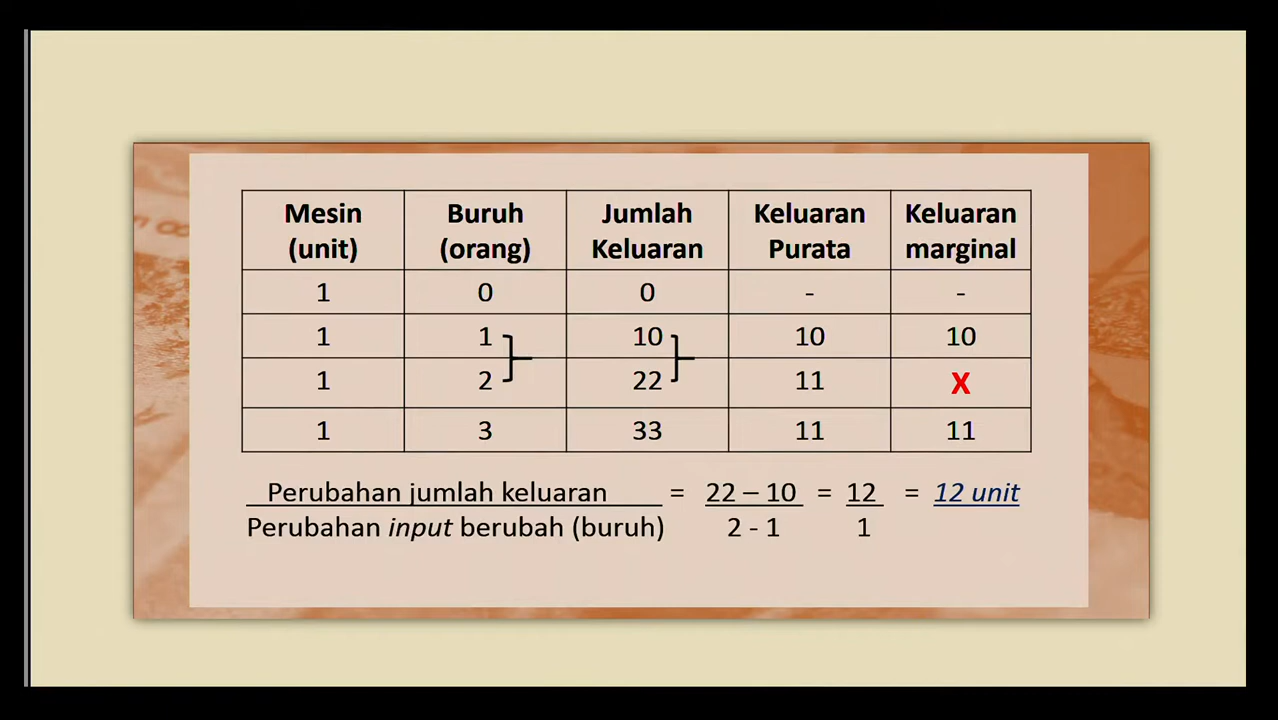 Mesin Buruh Jumlah Keluaran Keluaran
(unit) (orang) Keluaran Purata marginal
1 0 0 - -
1 1 10 10 10
1 2 22 11 X
1 3 33 11 11
Perubahan jumlah keluaran = 22 – 10 = 12 = 12 unit
Perubahan input berubah (buruh) 2 - 1 1